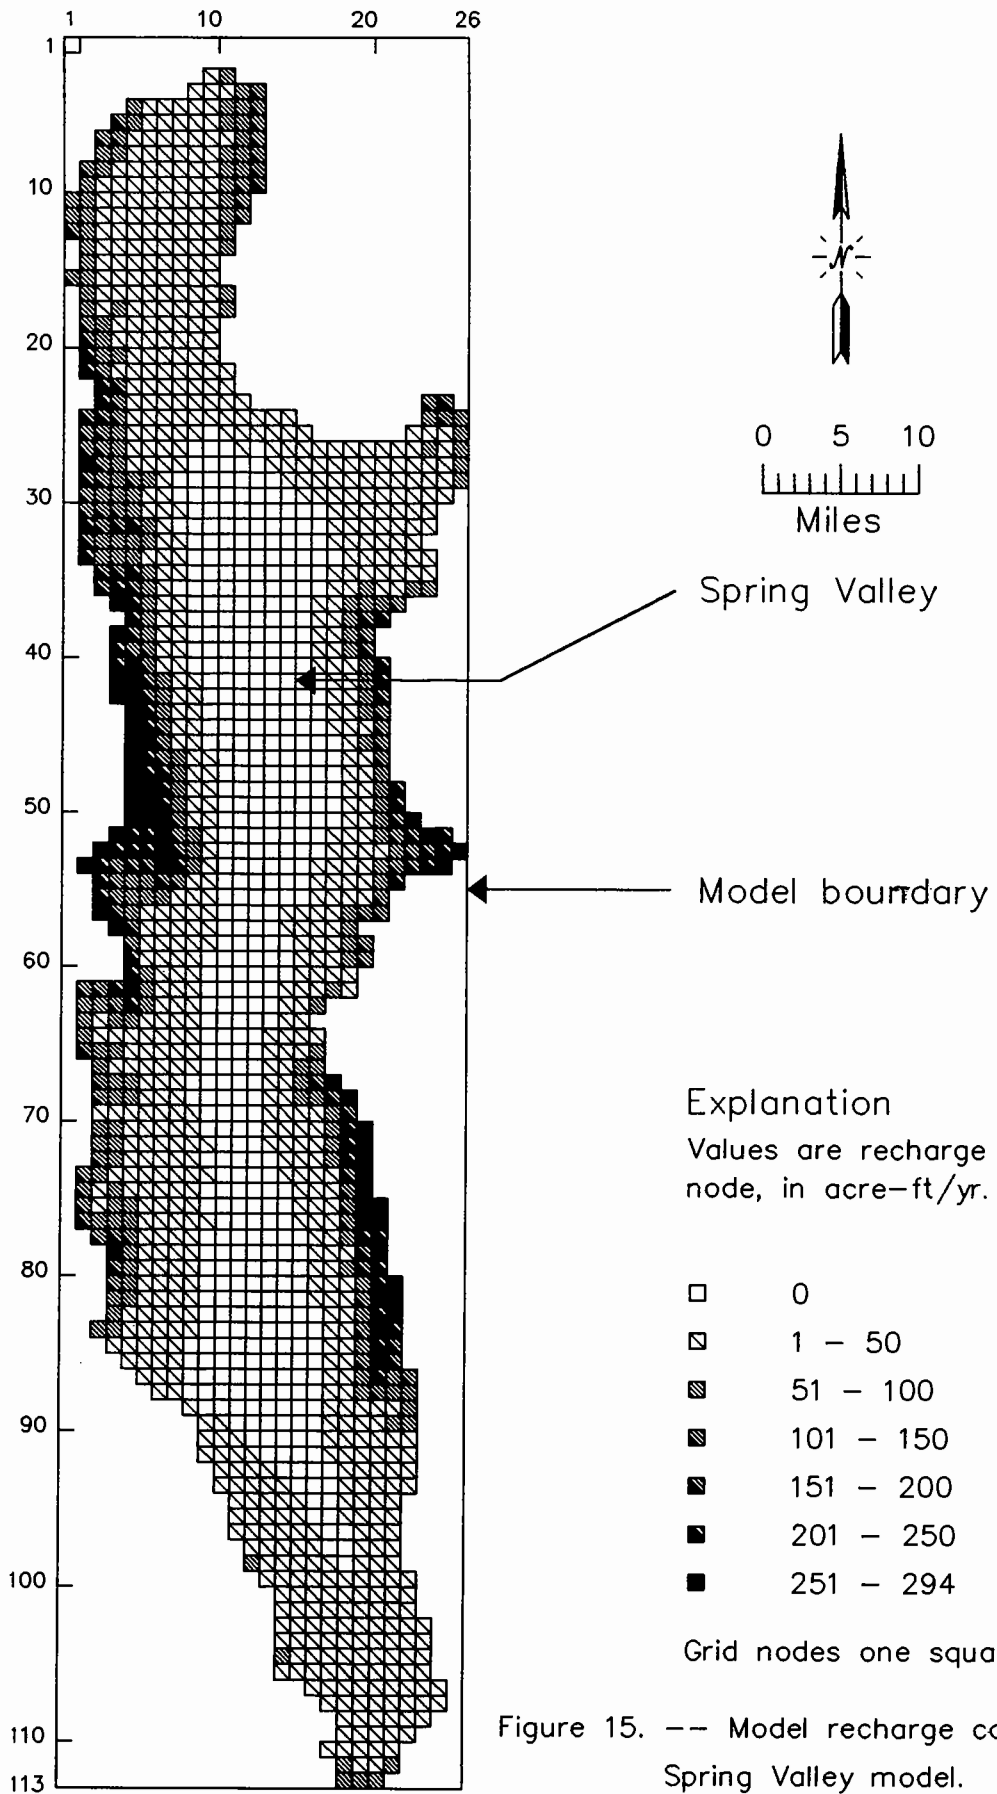 1 10 20 26
1
10
20
30
40
50
60
70
80
90
100
110
113
N
0 5 10
Miles
Spring Valley
Model boundary
Explanation
Values are recharge
node, in acre-ft/yr.
0
1 - 50
51 - 100
101 - 150
151 - 200
201 - 250
251 - 294
Grid nodes one squa
Figure 15. -- Model recharge
Spring Valley model.